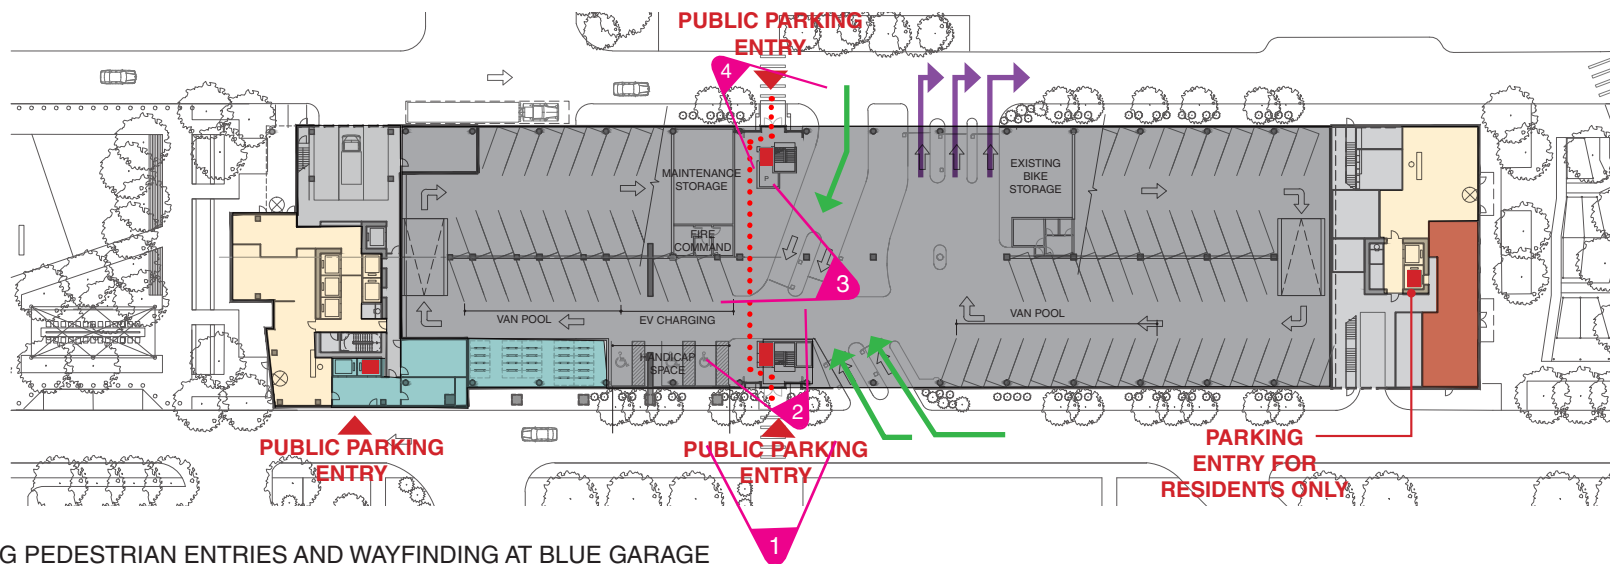 PUBLIC PARKING
ENTRY
4
MAINTENANCE
STORAGE
P
EXISTING
BIKE
STORAGE
FIRE
COMMAND
3
VAN POOL
EV CHARGING
VAN POOL
HANDICAP
SPACE
2
PUBLIC PARKING
ENTRY
PUBLIC PARKING
ENTRY
PARKING
ENTRY FOR
RESIDENTS ONLY
1
G PEDESTRIAN ENTRIES AND WAYFINDING AT BLUE GARAGE